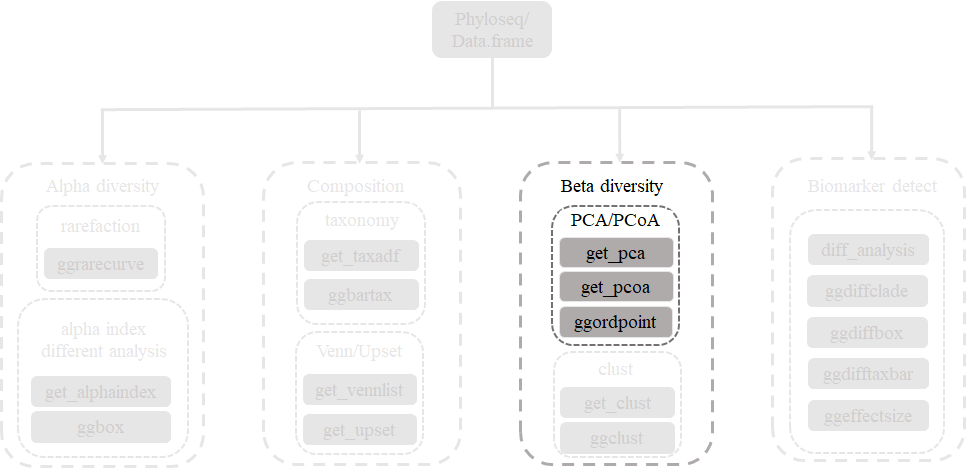 Phyloseq/
Data.frame
Alpha diversity
rarefaction
ggrarecurve
alpha index
different analysis
get_alphaindex
ggbox
Composition
taxonomy
get_taxadf
ggbartax
Venn/Upset
get_vennlist
get_upset
Beta diversity
PCA/PCoA
get_pca
get_pcoa
ggordpoint
clust
get_clust
ggclust
Biomarker detect
diff_analysis
ggdiffclade
ggdiffbox
ggdifftaxbar
ggeffectsize